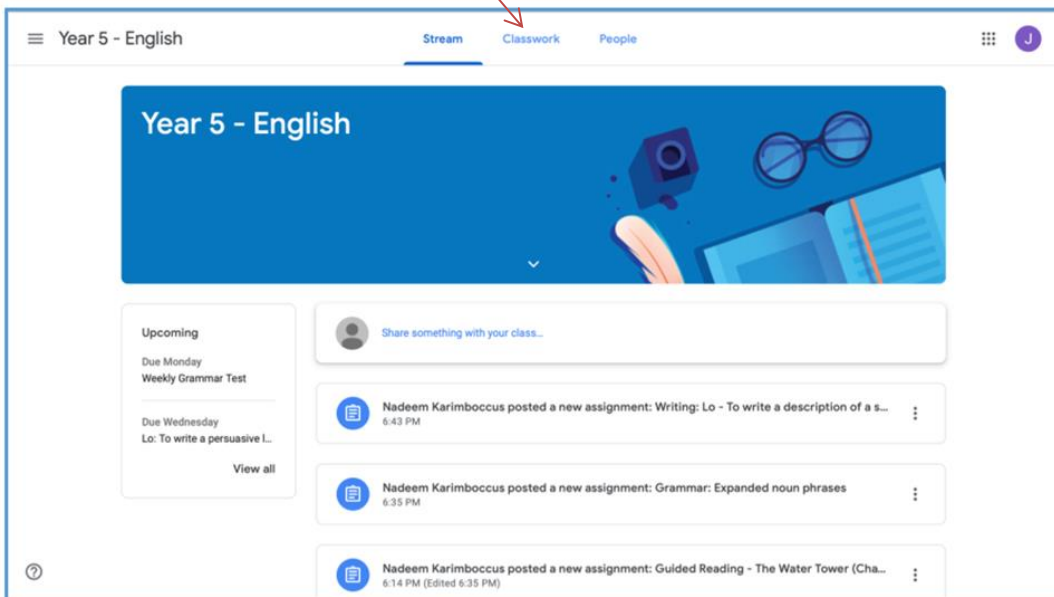 Year 5 - English
Stream Classwork People
J
Year 5 - English
Upcoming
Due Monday
Weekly Grammar Test
Due Wednesday
Lo: To write a persuasive l...
View all
Share something with your class...
Nadeem Karimboccus posted a new assignment: Writing: Lo - To write a description of a s...
6:43 PM
Nadeem Karimboccus posted a new assignment: Grammar: Expanded noun phrases
6:35 PM
Nadeem Karimboccus posted a new assignment: Guided Reading - The Water Tower (Cha...
6:14 PM (Edited 6:35 PM)